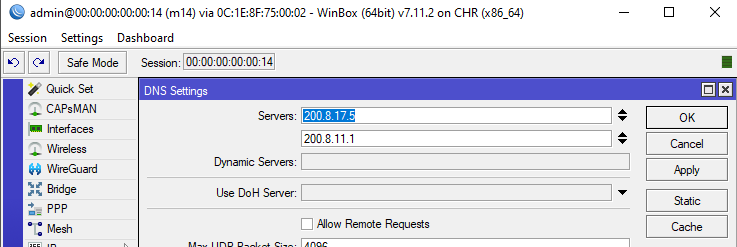 admin@00:00:00:00:00:14 (m14) via 0C:1E:8F:75:00:02 - WinBox (64bit) v7.11.2 on CHR (x86_64)
Session Settings Dashboard
Safe Mode Session: 00:00:00:00:00:14
Quick Set
CAPsMAN
Interfaces
Wireless
WireGuard
Bridge
PPP
Mesh
DNS Settings
Servers: 200.8.17.5
200.8.11.1
Dynamic Servers:
Use DoH Server:
Allow Remote Requests
Max UDP Packet Size: 4096
OK
Cancel
Apply
Static
Cache